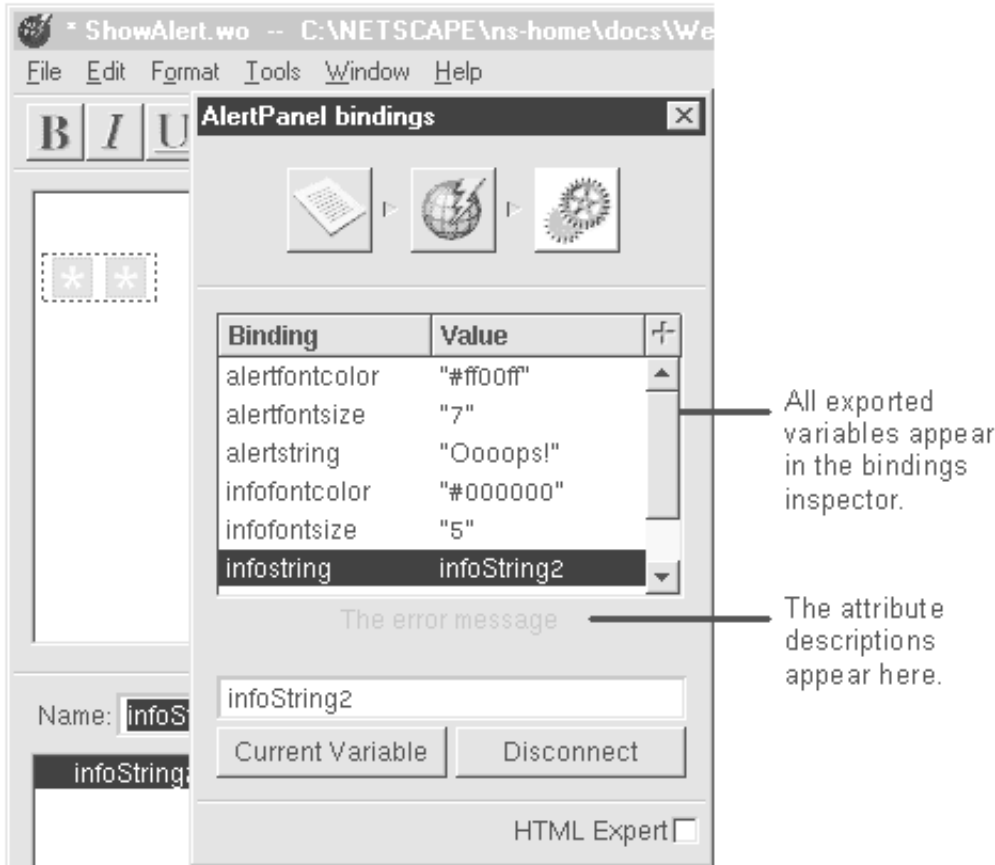 * ShowAlert.wo -- C:\NETSCAPE\ns-home\docs\We
File Edit Format Tools Window Help
B I U
AlertPanel bindings
* *
Binding Value
alertfontcolor "#ff00ff"
alertfontsize "7"
alertstring "Oooops!"
infofontcolor "#000000"
infofontsize "5"
infostring infoString2
The error message
infoString2
Current Variable Disconnect
HTML Expert
Name: infoS
infoString
All exported
variables appear
in the bindings
inspector.
The attribute
descriptions
appear here.